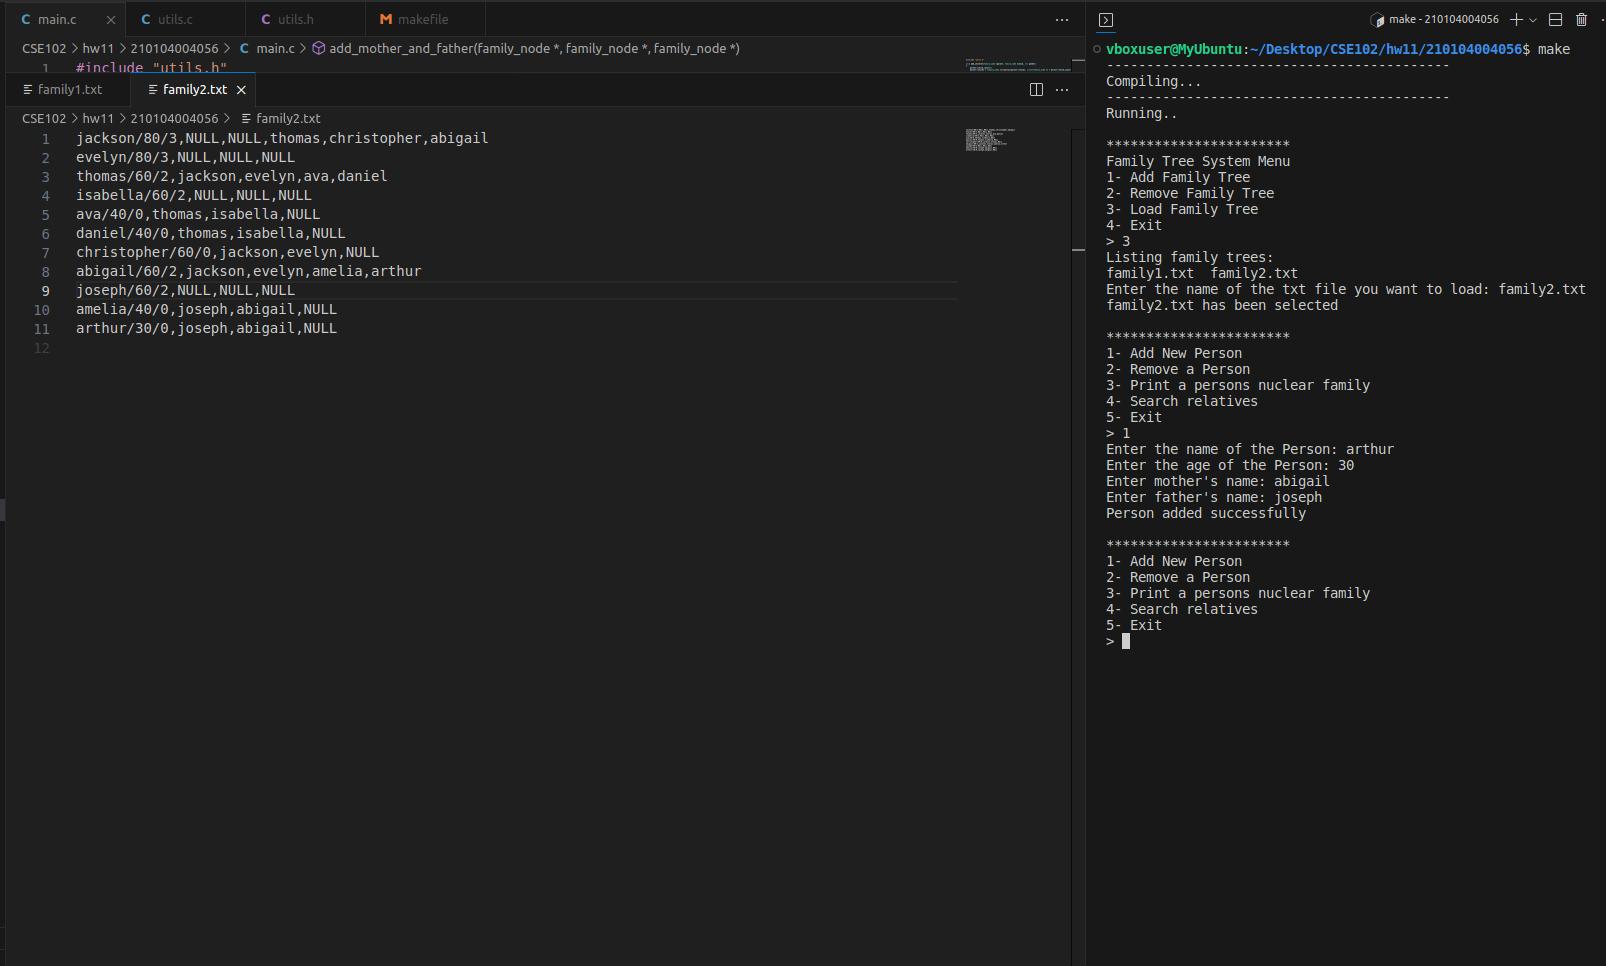 main.c
utils.c
utils.h
makefile
CSE102 > hw11 > 210104004056 > C main.c > add_mother_and_father(family_node *, family_node *, family_node *)
1 #include "utils.h"
family1.txt
family2.txt
CSE102 > hw11 > 210104004056 > family2.txt
1 jackson/80/3,NULL,NULL,thomas,christopher,abigail
2 evelyn/80/3,NULL,NULL,NULL
3 thomas/60/2,jackson,evelyn,ava,daniel
4 isabella/60/2,NULL,NULL,NULL
5 ava/40/0,thomas,isabella,NULL
6 daniel/40/0,thomas,isabella,NULL
7 christopher/60/0,jackson,evelyn,NULL
8 abigail/60/2,jackson,evelyn,amelia,arthur
9 joseph/60/2,NULL,NULL,NULL
10 amelia/40/0,joseph,abigail,NULL
11 arthur/30/0,joseph,abigail,NULL
12
make - 210104004056
vboxuser@MyUbuntu:~/Desktop/CSE102/hw11/210104004056$ make
-------------------------------------------
Compiling...
-------------------------------------------
Running..
***********************
Family Tree System Menu
1- Add Family Tree
2- Remove Family Tree
3- Load Family Tree
4- Exit
> 3
Listing family trees:
family1.txt  family2.txt
Enter the name of the txt file you want to load: family2.txt
family2.txt has been selected
***********************
1- Add New Person
2- Remove a Person
3- Print a persons nuclear family
4- Search relatives
5- Exit
> 1
Enter the name of the Person: arthur
Enter the age of the Person: 30
Enter mother's name: abigail
Enter father's name: joseph
Person added successfully
***********************
1- Add New Person
2- Remove a Person
3- Print a persons nuclear family
4- Search relatives
5- Exit
>